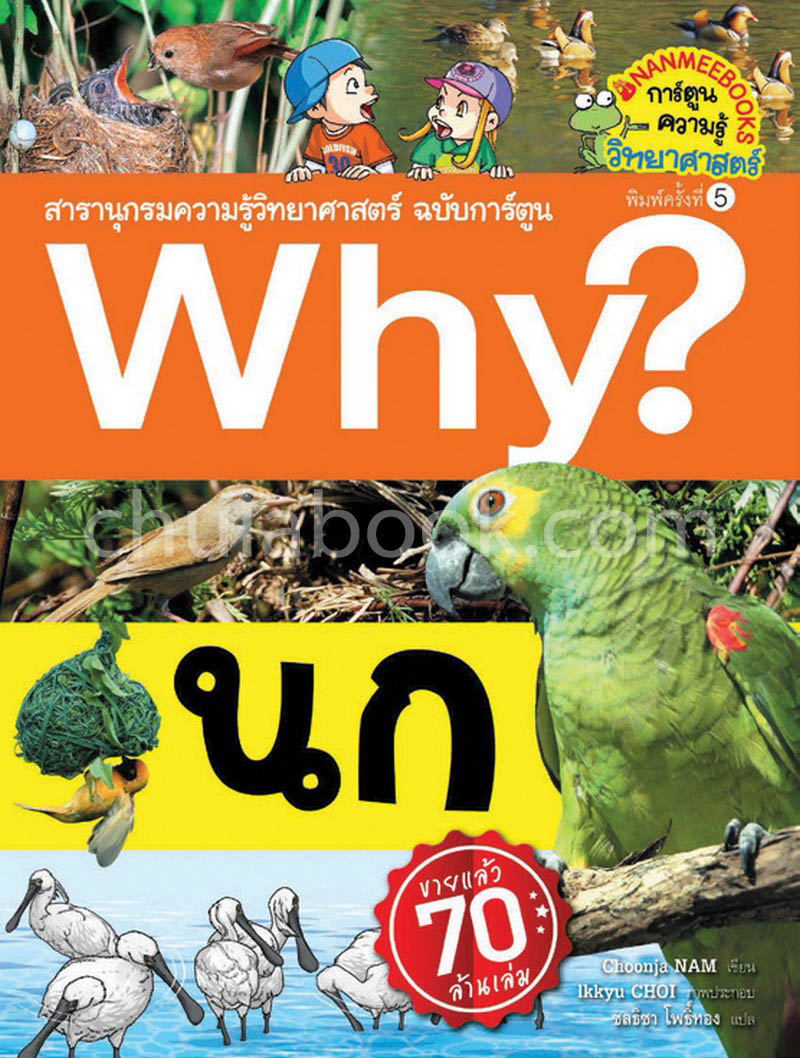 NANMEEBOOKS
การ์ตูน
ความรู้
วิทยาศาสตร์
สารานุกรมความรู้วิทยาศาสตร์ ฉบับการ์ตูน
พิมพ์ครั้งที่ 5
Why?
chulabook.com
นก
ขายแล้ว
70
ล้านเล่ม
Choonja NAM เขียน
Ikkyu CHOI ภาพประกอบ
ชลธิชา โพธิ์ทอง แปล